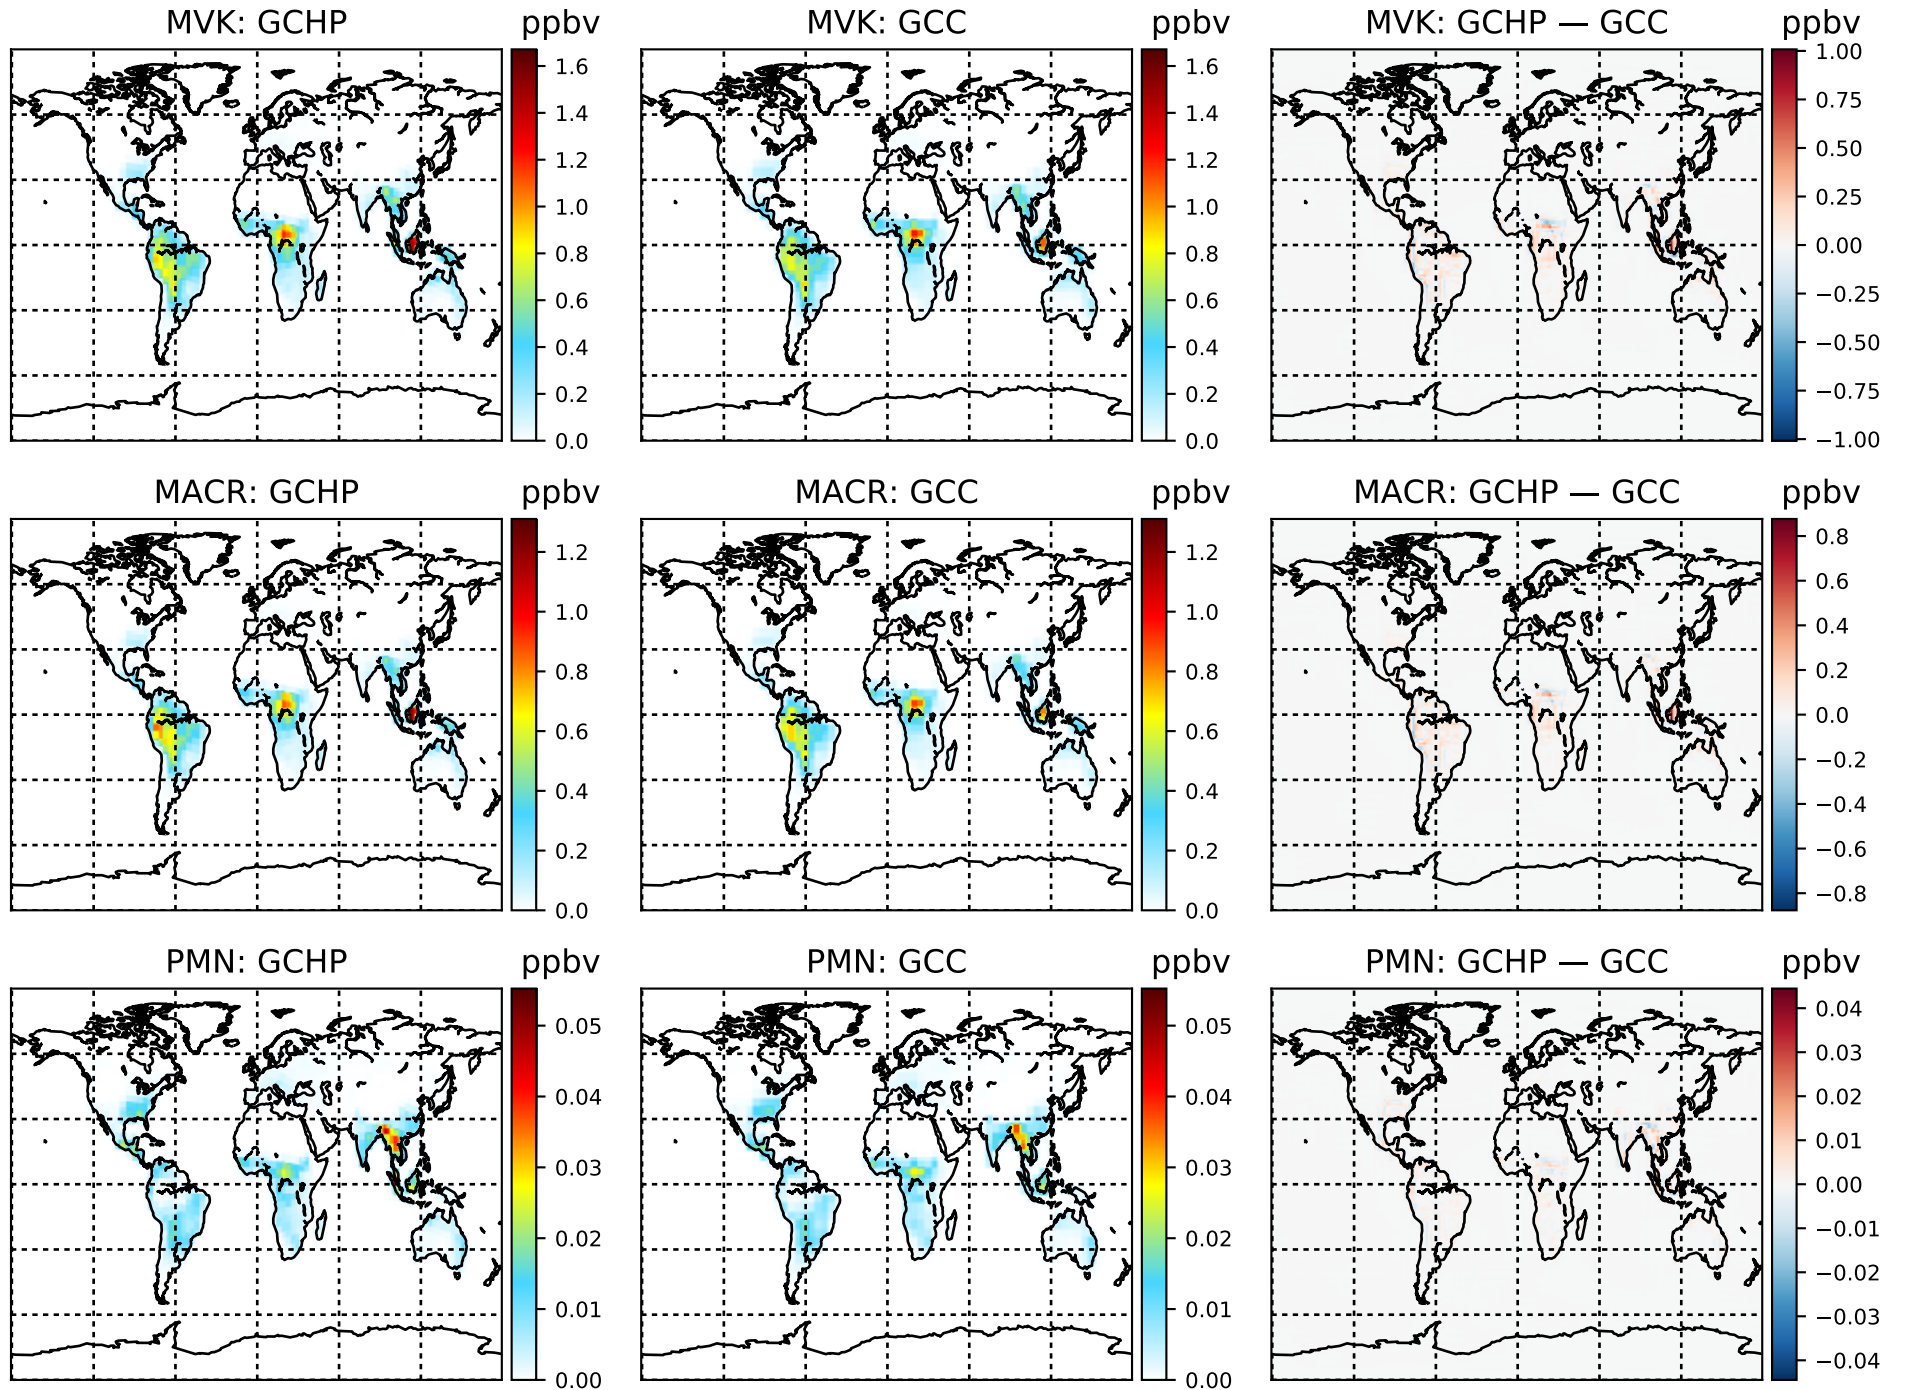 MVK: GCHP ppbv MVK: GCC ppbv MVK: GCHP — GCC ppbv
1.6 1.6 1.00
1.4 1.4 0.75
1.2 1.2 0.50
1.0 1.0 0.25
0.8 0.8 0.00
0.6 0.6 −0.25
0.4 0.4 −0.50
0.2 0.2 −0.75
0.0 0.0 −1.00
MACR: GCHP ppbv MACR: GCC ppbv MACR: GCHP — GCC ppbv
1.2 1.2 0.8
1.0 1.0 0.6
0.8 0.8 0.4
0.6 0.6 0.2
0.4 0.4 0.0
0.2 0.2 −0.2
0.0 0.0 −0.4
−0.6
−0.8
PMN: GCHP ppbv PMN: GCC ppbv PMN: GCHP — GCC ppbv
0.05 0.05 0.04
0.04 0.04 0.03
0.03 0.03 0.02
0.02 0.02 0.01
0.01 0.01 0.00
0.00 0.00 −0.01
−0.02
−0.03
−0.04